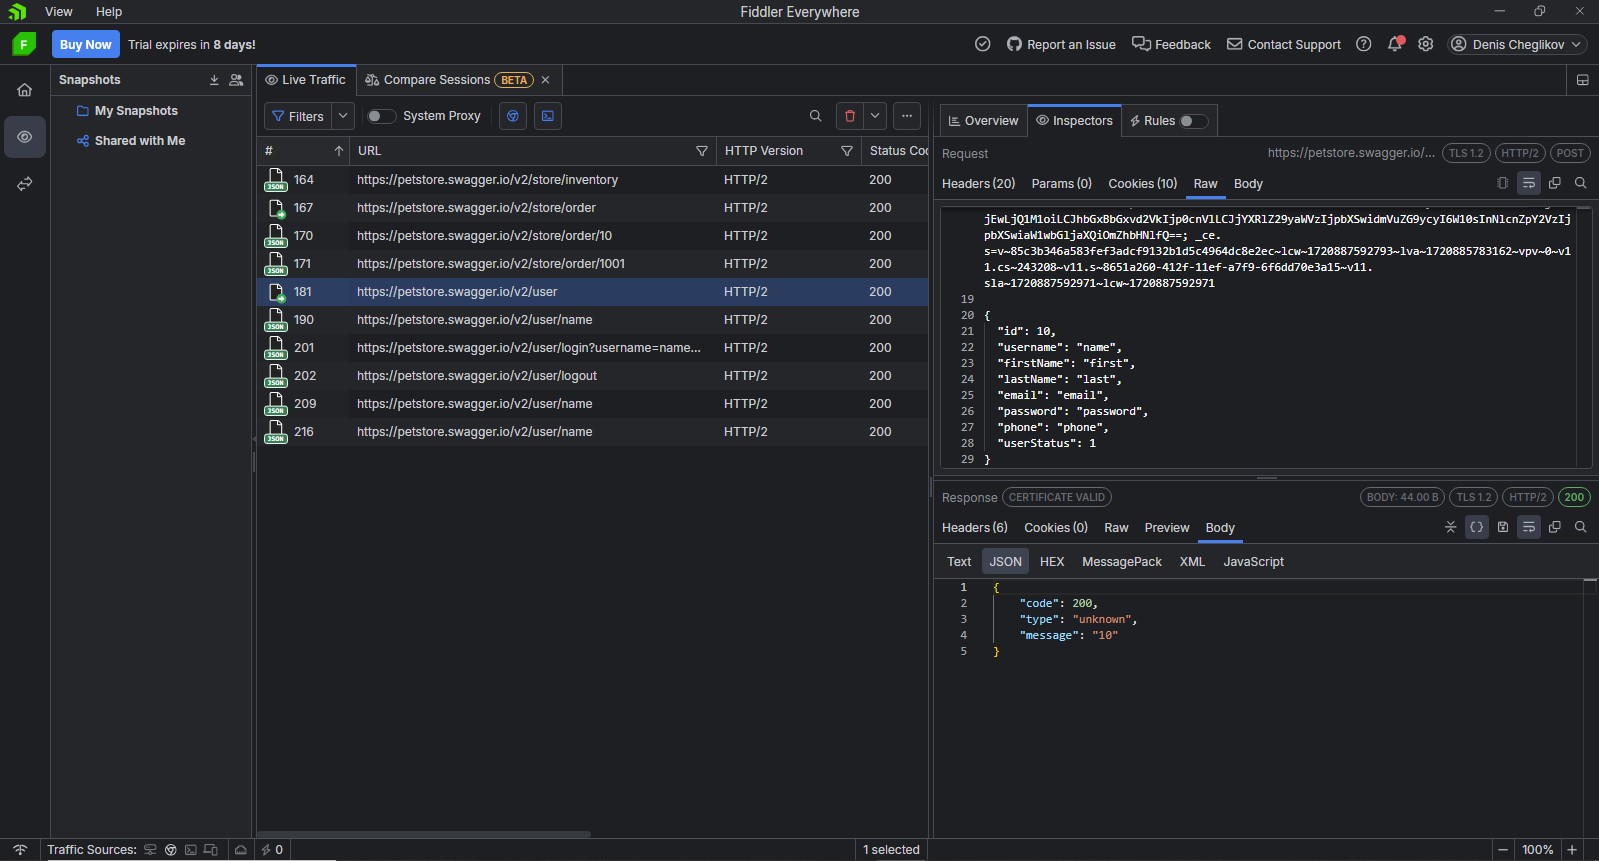 View Help Fiddler Everywhere
F Buy Now Trial expires in 8 days! Report an Issue Feedback Contact Support Denis Cheglikov
Snapshots
My Snapshots
Shared with Me
Live Traffic Compare Sessions BETA
Filters System Proxy
# URL HTTP Version Status Co
JSON 164 https://petstore.swagger.io/v2/store/inventory HTTP/2 200
167 https://petstore.swagger.io/v2/store/order HTTP/2 200
JSON 170 https://petstore.swagger.io/v2/store/order/10 HTTP/2 200
JSON 171 https://petstore.swagger.io/v2/store/order/1001 HTTP/2 200
181 https://petstore.swagger.io/v2/user HTTP/2 200
JSON 190 https://petstore.swagger.io/v2/user/name HTTP/2 200
JSON 201 https://petstore.swagger.io/v2/user/login?username=name... HTTP/2 200
JSON 202 https://petstore.swagger.io/v2/user/logout HTTP/2 200
JSON 209 https://petstore.swagger.io/v2/user/name HTTP/2 200
JSON 216 https://petstore.swagger.io/v2/user/name HTTP/2 200
Overview Inspectors Rules
Request https://petstore.swagger.io/... TLS 1.2 HTTP/2 POST
Headers (20) Params (0) Cookies (10) Raw Body
jEwLjQ1M1oiLCJhbGxBbGxvd2VkIjp0cnVlLCJjYXRlZ29yaWVzIjpbXSwidmVuZG9ycyI6W10sInNlcnZpY2VzIj
pbXSwiaW1wbGljaXQiOmZhbHNlfQ==; _ce.
s=v~85c3b346a583fef3adcf9132b1d5c4964dc8e2ec~lcw~1720887592793~lva~1720885783162~vpv~0~v1
1.cs~243208~v11.s~8651a260-412f-11ef-a7f9-6f6dd70e3a15~v11.
sla~1720887592971~lcw~1720887592971
19
20 {
21 "id": 10,
22 "username": "name",
23 "firstName": "first",
24 "lastName": "last",
25 "email": "email",
26 "password": "password",
27 "phone": "phone",
28 "userStatus": 1
29 }
Response CERTIFICATE VALID BODY: 44.00 B TLS 1.2 HTTP/2 200
Headers (6) Cookies (0) Raw Preview Body
Text JSON HEX MessagePack XML JavaScript
1 {
2 "code": 200,
3 "type": "unknown",
4 "message": "10"
5 }
Traffic Sources: 0 1 selected 100%